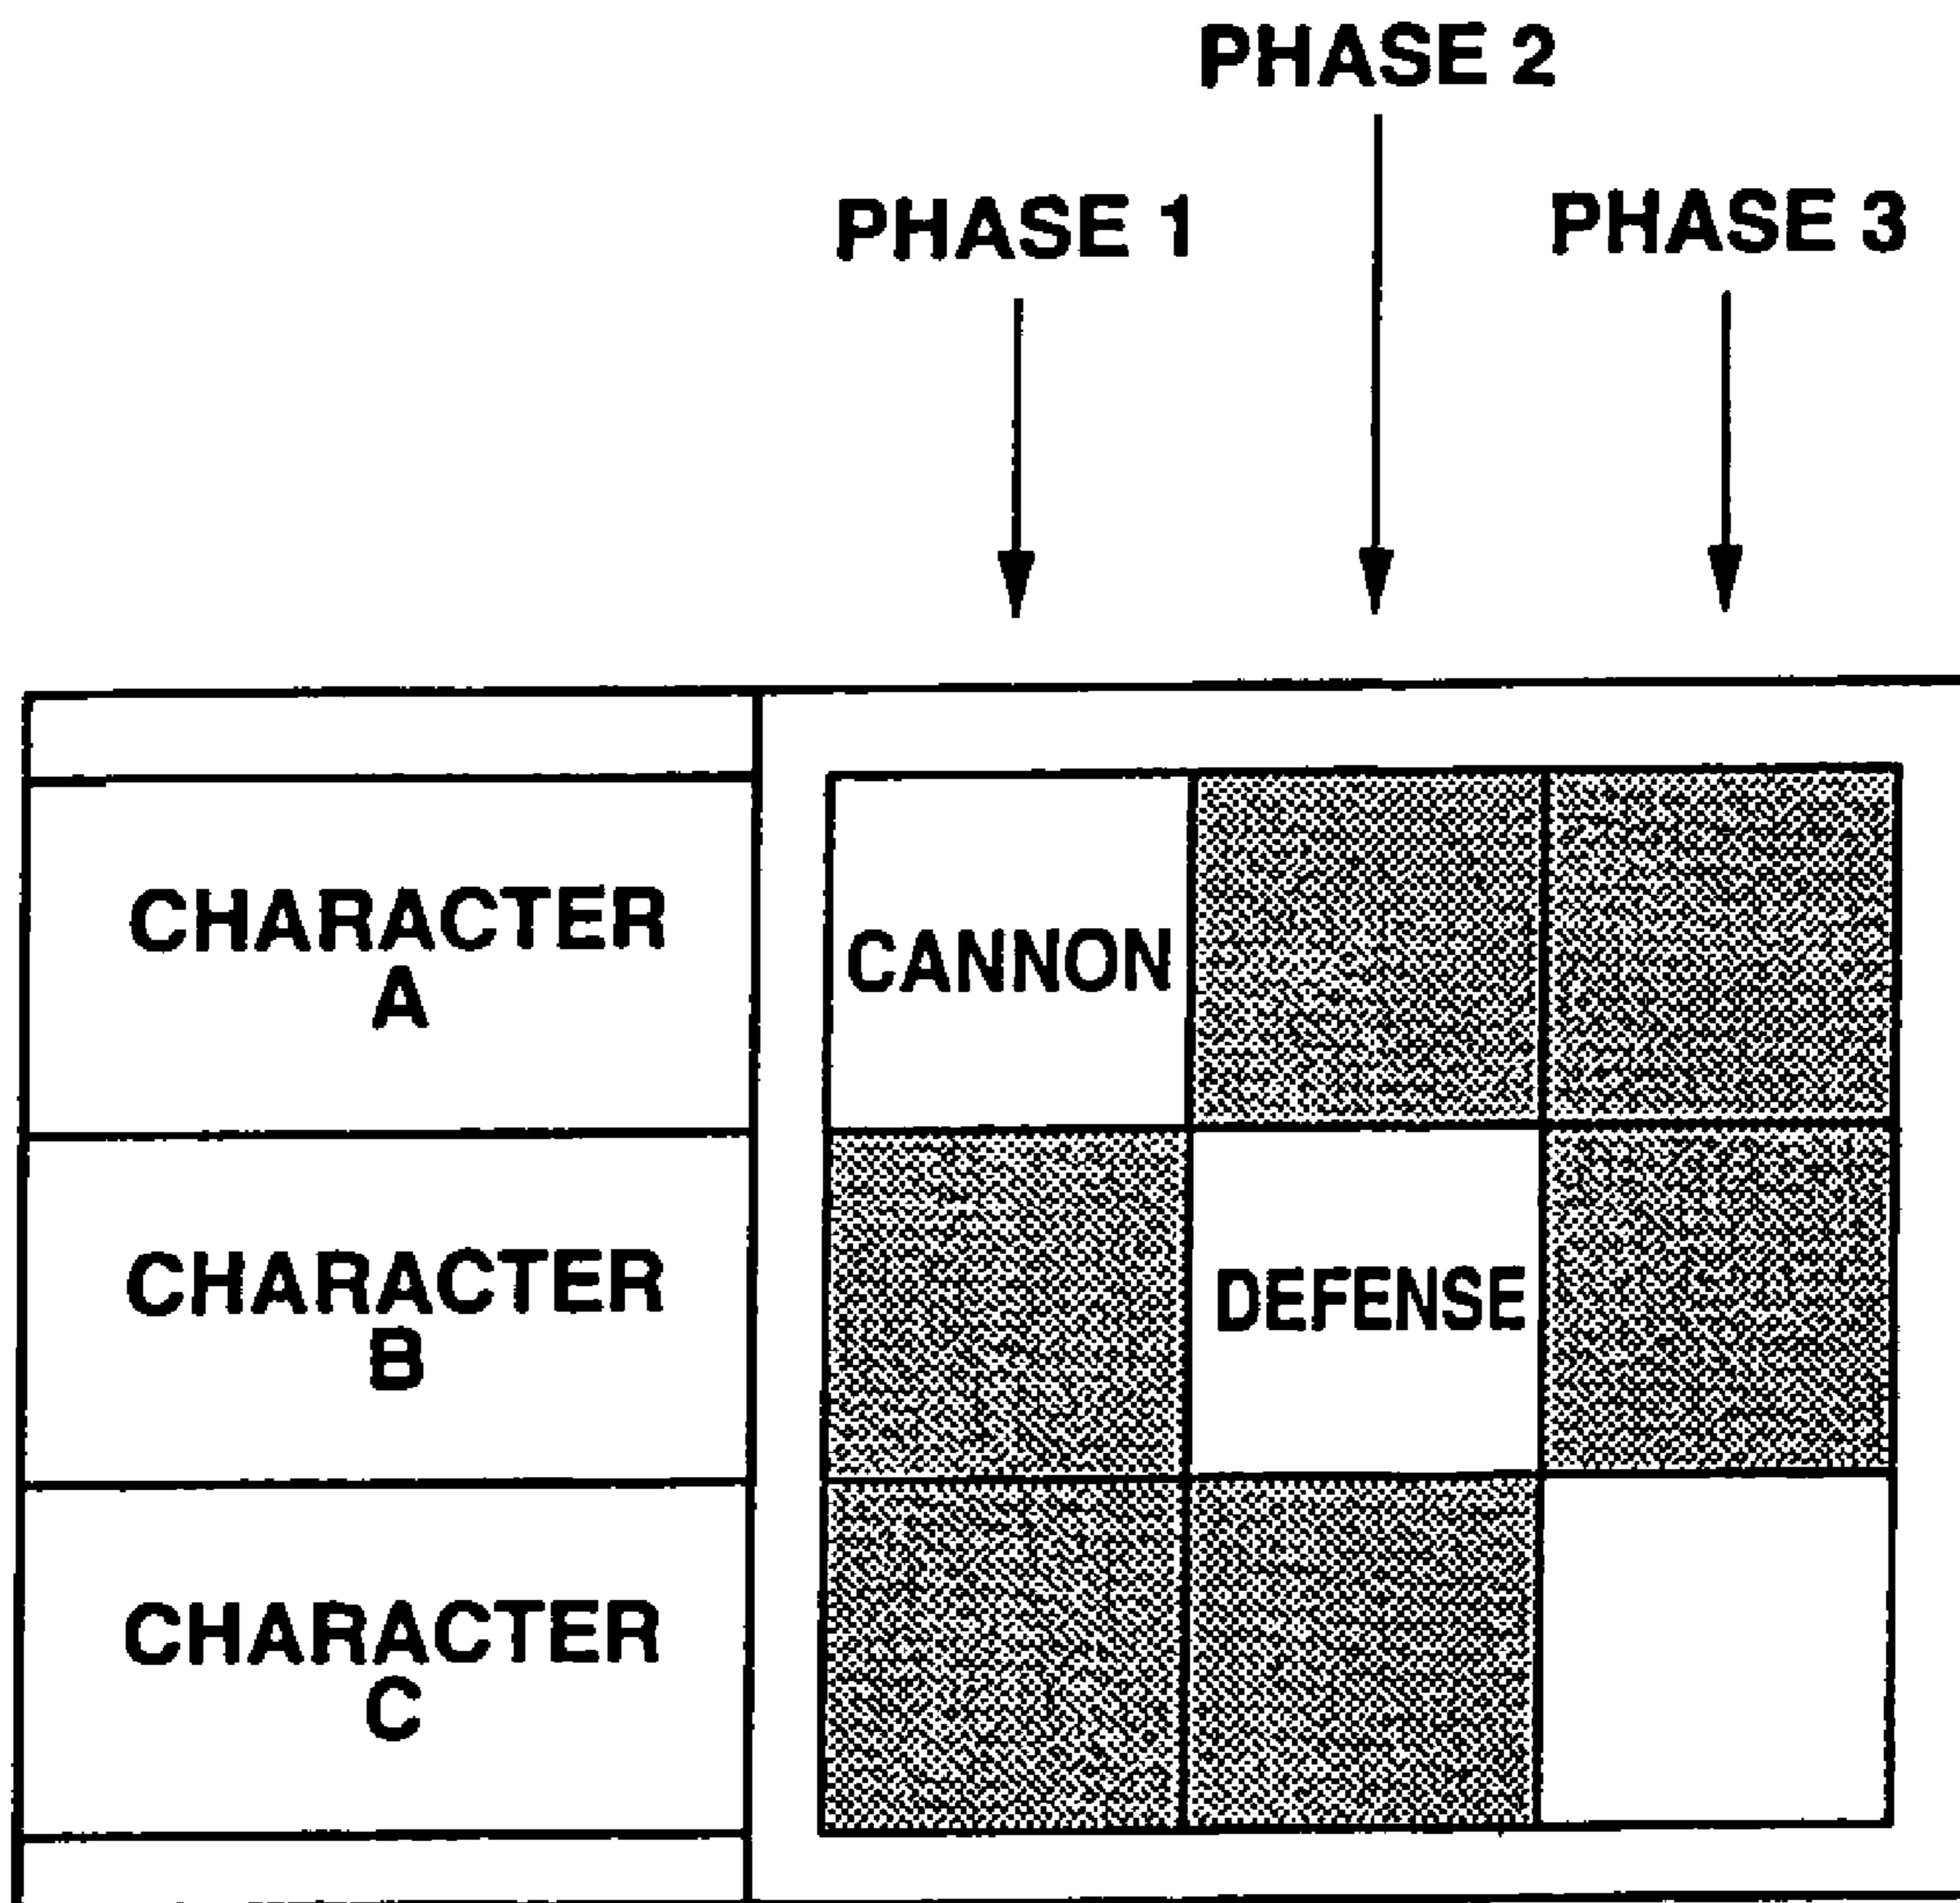 PHASE 2
PHASE 1
PHASE 3
CHARACTER
A
CANNON
CHARACTER
B
DEFENSE
CHARACTER
C